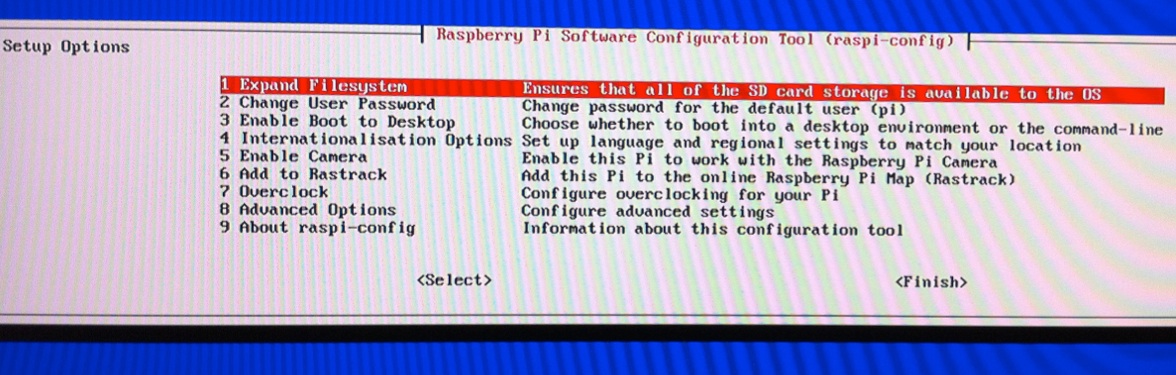 Raspberry Pi Software Configuration Tool (raspi-config)
Setup Options
1 Expand Filesystem Ensures that all of the SD card storage is available to the OS
2 Change User Password Change password for the default user (pi)
3 Enable Boot to Desktop Choose whether to boot into a desktop environment or the command-line
4 Internationalisation Options Set up language and regional settings to match your location
5 Enable Camera Enable this Pi to work with the Raspberry Pi Camera
6 Add to Rastrack Add this Pi to the online Raspberry Pi Map (Rastrack)
7 Overclock Configure overclocking for your Pi
8 Advanced Options Configure advanced settings
9 About raspi-config Information about this configuration tool
<Select> <Finish>